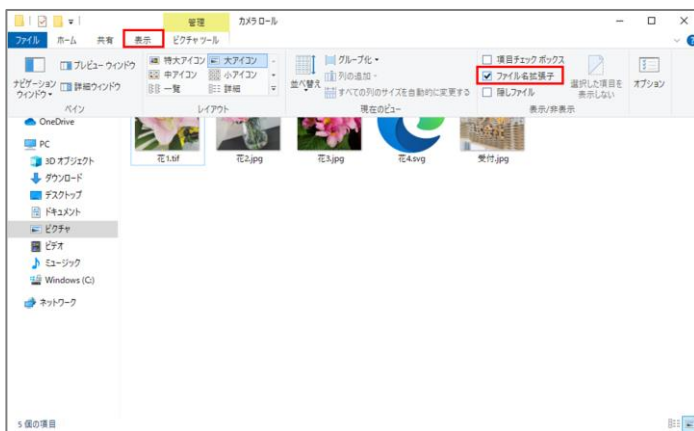 管理
カメラ ロール
ファイル ホーム 共有 表示 ピクチャ ツール
ナビゲーション ウィンドウ
プレビュー ウィンドウ
詳細ウィンドウ
ペイン
特大アイコン 大アイコン
中アイコン 小アイコン
一覧 詳細
レイアウト
並べ替え
グループ化
列の追加
すべての列のサイズを自動的に変更する
現在のビュー
項目チェック ボックス
ファイル名拡張子
隠しファイル
選択した項目を
表示しない
表示/非表示
オプション
OneDrive
PC
3D オブジェクト
ダウンロード
デスクトップ
ドキュメント
ピクチャ
ビデオ
ミュージック
Windows (C:)
ネットワーク
花1.tif 花2.jpg 花3.jpg 花4.svg 受付.jpg
5 個の項目